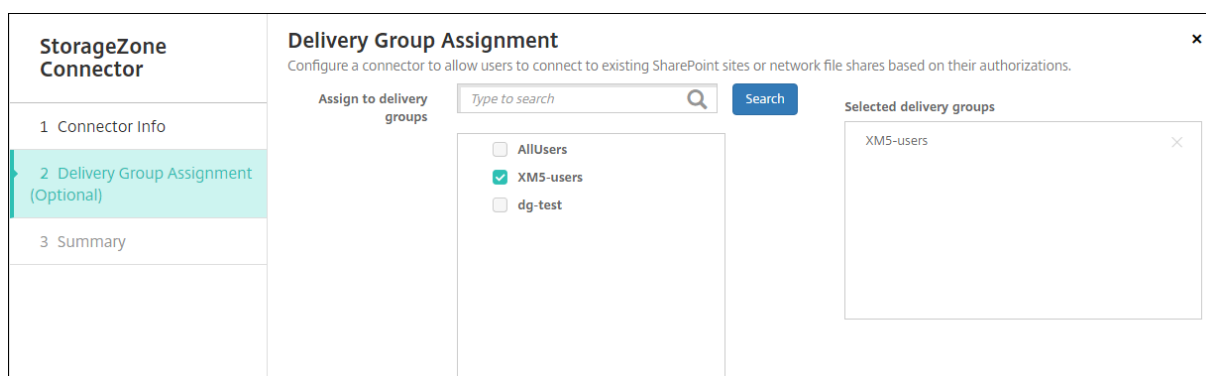 StorageZone
Connector
1 Connector Info
2 Delivery Group Assignment
(Optional)
3 Summary
Delivery Group Assignment
Configure a connector to allow users to connect to existing SharePoint sites or network file shares based on their authorizations.
Assign to delivery
groups
Type to search
Search
AllUsers
XM5-users
dg-test
Selected delivery groups
XM5-users